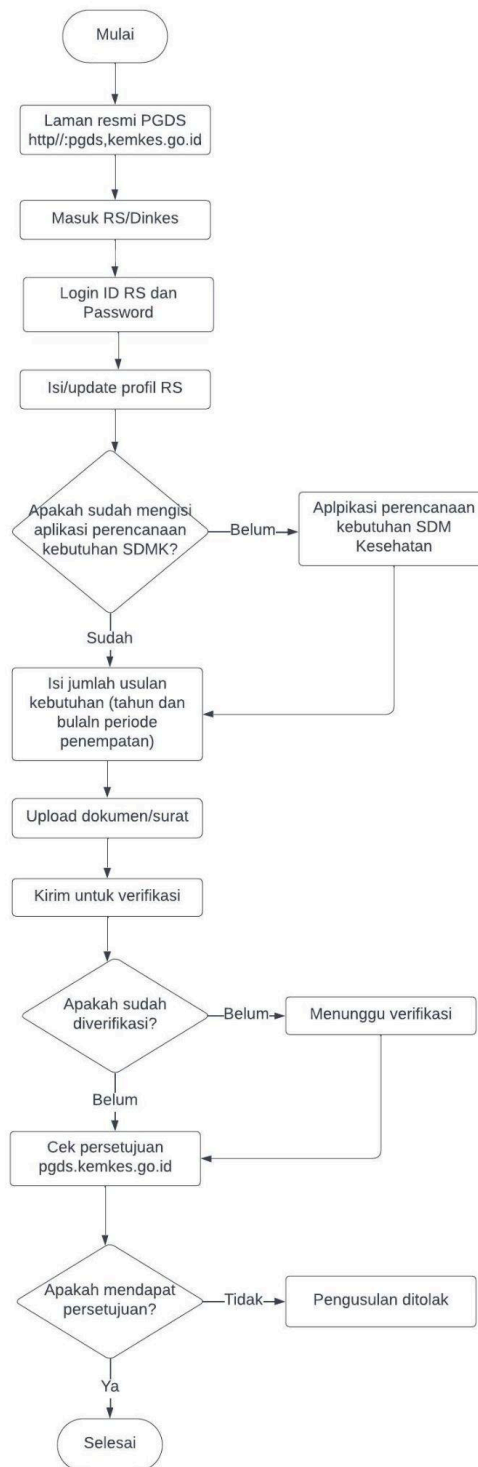 Mulai
Laman resmi PGDS
http//:pgds,kemkes.go.id
Masuk RS/Dinkes
Login ID RS dan
Password
Isi/update profil RS
Apakah sudah mengisi
aplikasi perencanaan
kebutuhan SDMK?
Belum
Aplpikasi perencanaan
kebutuhan SDM
Kesehatan
Sudah
Isi jumlah usulan
kebutuhan (tahun dan
bulaln periode
penempatan)
Upload dokumen/surat
Kirim untuk verifikasi
Apakah sudah
diverifikasi?
Belum
Menunggu verifikasi
Belum
Cek persetujuan
pgds.kemkes.go.id
Apakah mendapat
persetujuan?
Tidak
Pengusulan ditolak
Ya
Selesai